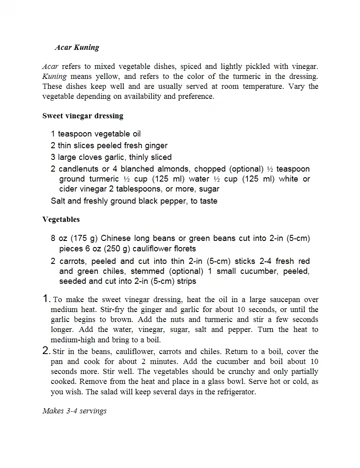 Acar Kuning
Acar refers to mixed vegetable dishes, spiced and lightly pickled with vinegar.
Kuning means yellow, and refers to the color of the turmeric in the dressing.
These dishes keep well and are usually served at room temperature. Vary the
vegetable depending on availability and preference.
Sweet vinegar dressing
1 teaspoon vegetable oil
2 thin slices peeled fresh ginger
3 large cloves garlic, thinly sliced
2 candlenuts or 4 blanched almonds, chopped (optional) ½ teaspoon
ground turmeric ½ cup (125 ml) water ½ cup (125 ml) white or
cider vinegar 2 tablespoons, or more, sugar
Salt and freshly ground black pepper, to taste
Vegetables
8 oz (175 g) Chinese long beans or green beans cut into 2-in (5-cm)
pieces 6 oz (250 g) cauliflower florets
2 carrots, peeled and cut into thin 2-in (5-cm) sticks 2-4 fresh red
and green chiles, stemmed (optional) 1 small cucumber, peeled,
seeded and cut into 2-in (5-cm) strips
1. To make the sweet vinegar dressing, heat the oil in a large saucepan over
medium heat. Stir-fry the ginger and garlic for about 10 seconds, or until the
garlic begins to brown. Add the nuts and turmeric and stir a few seconds
longer. Add the water, vinegar, sugar, salt and pepper. Turn the heat to
medium-high and bring to a boil.
2. Stir in the beans, cauliflower, carrots and chiles. Return to a boil, cover the
pan and cook for about 2 minutes. Add the cucumber and boil about 10
seconds more. Stir well. The vegetables should be crunchy and only partially
cooked. Remove from the heat and place in a glass bowl. Serve hot or cold, as
you wish. The salad will keep several days in the refrigerator.
Makes 3-4 servings